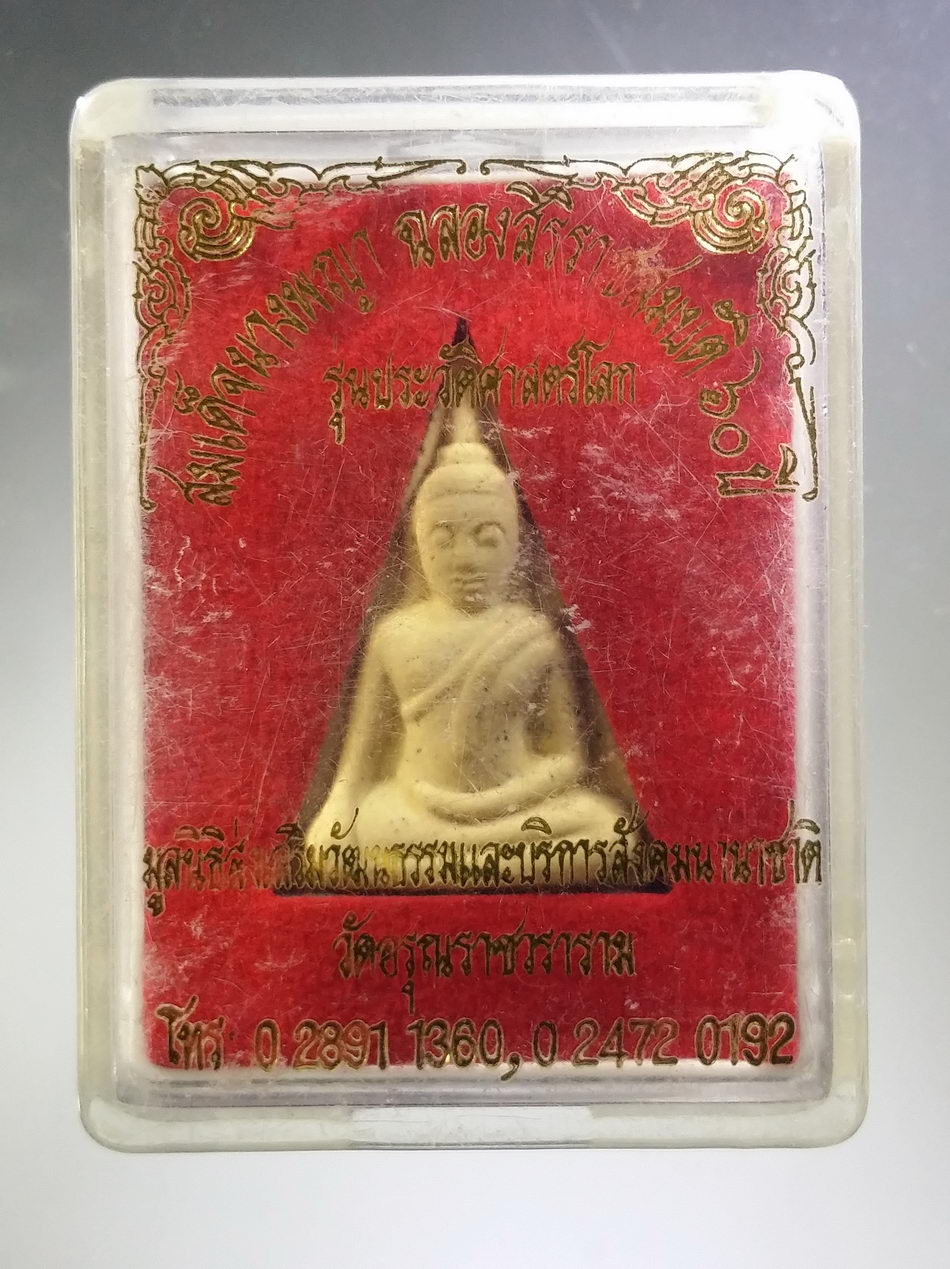 สมเด็จนางพญา ฉลองสิริราชสมบัติ ๖๐ ปี
รุ่นประวัติศาสตร์โลก
มูลนิธิส่งเสริมวัฒนธรรมและบริการสังคมนานาชาติ
วัดอรุณราชวราราม
โทร. 0 2891 1360, 0 2472 0192